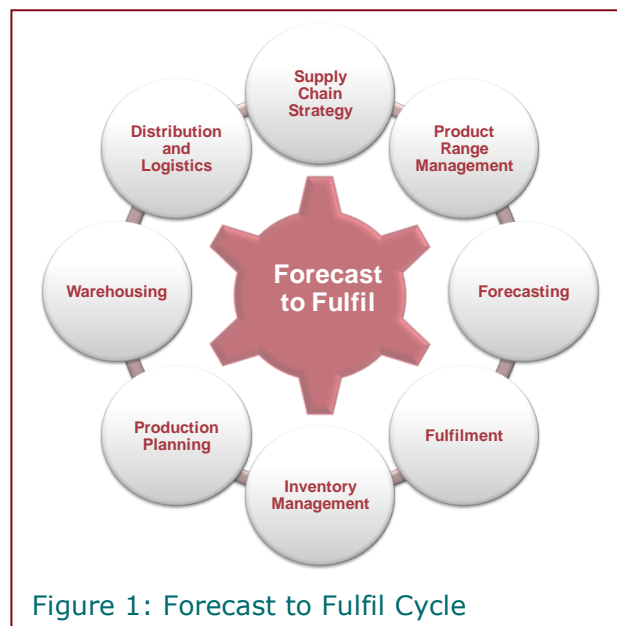 Supply
Chain
Strategy
Product
Range
Management
Forecasting
Fulfilment
Inventory
Management
Production
Planning
Warehousing
Distribution
and
Logistics
Forecast
to Fulfil
Figure 1: Forecast to Fulfil Cycle